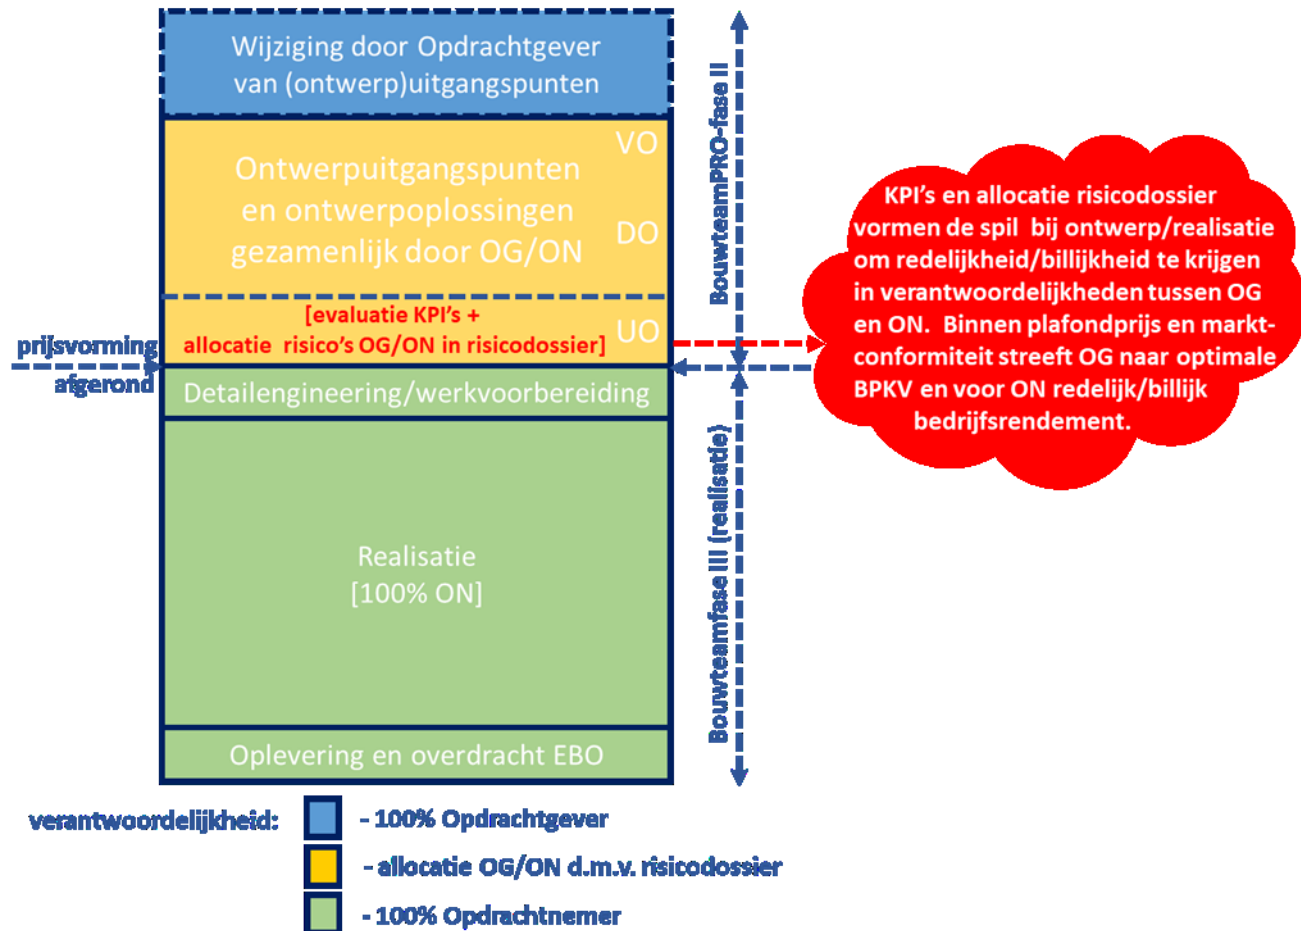 Wijziging door Opdrachtgever
van (ontwerp)uitgangspunten
VO
Ontwerpuitgangspunten
en ontwerpoplossingen
DO
gezamenlijk door OG/ON
[evaluatie KPI's +
allocatie risico's OG/ON in risicodossier]
UO
prijsvorming
afgerond
Detailengineering/werkvoorbereiding
Realisatie
[100% ON]
Oplevering en overdracht EBO
BouwteamPRO-fase II
Bouwteamfase III (realisatie)
KPI's en allocatie risicodossier
vormen de spil bij ontwerp/realisatie
om redelijkheid/billijkheid te krijgen
in verantwoordelijkheden tussen OG
en ON. Binnen plafondprijs en markt-
conformiteit streeft OG naar optimale
BPKV en voor ON redelijk/billijk
bedrijfsrendement.
verantwoordelijkheid:
- 100% Opdrachtgever
- allocatie OG/ON d.m.v. risicodossier
- 100% Opdrachtnemer